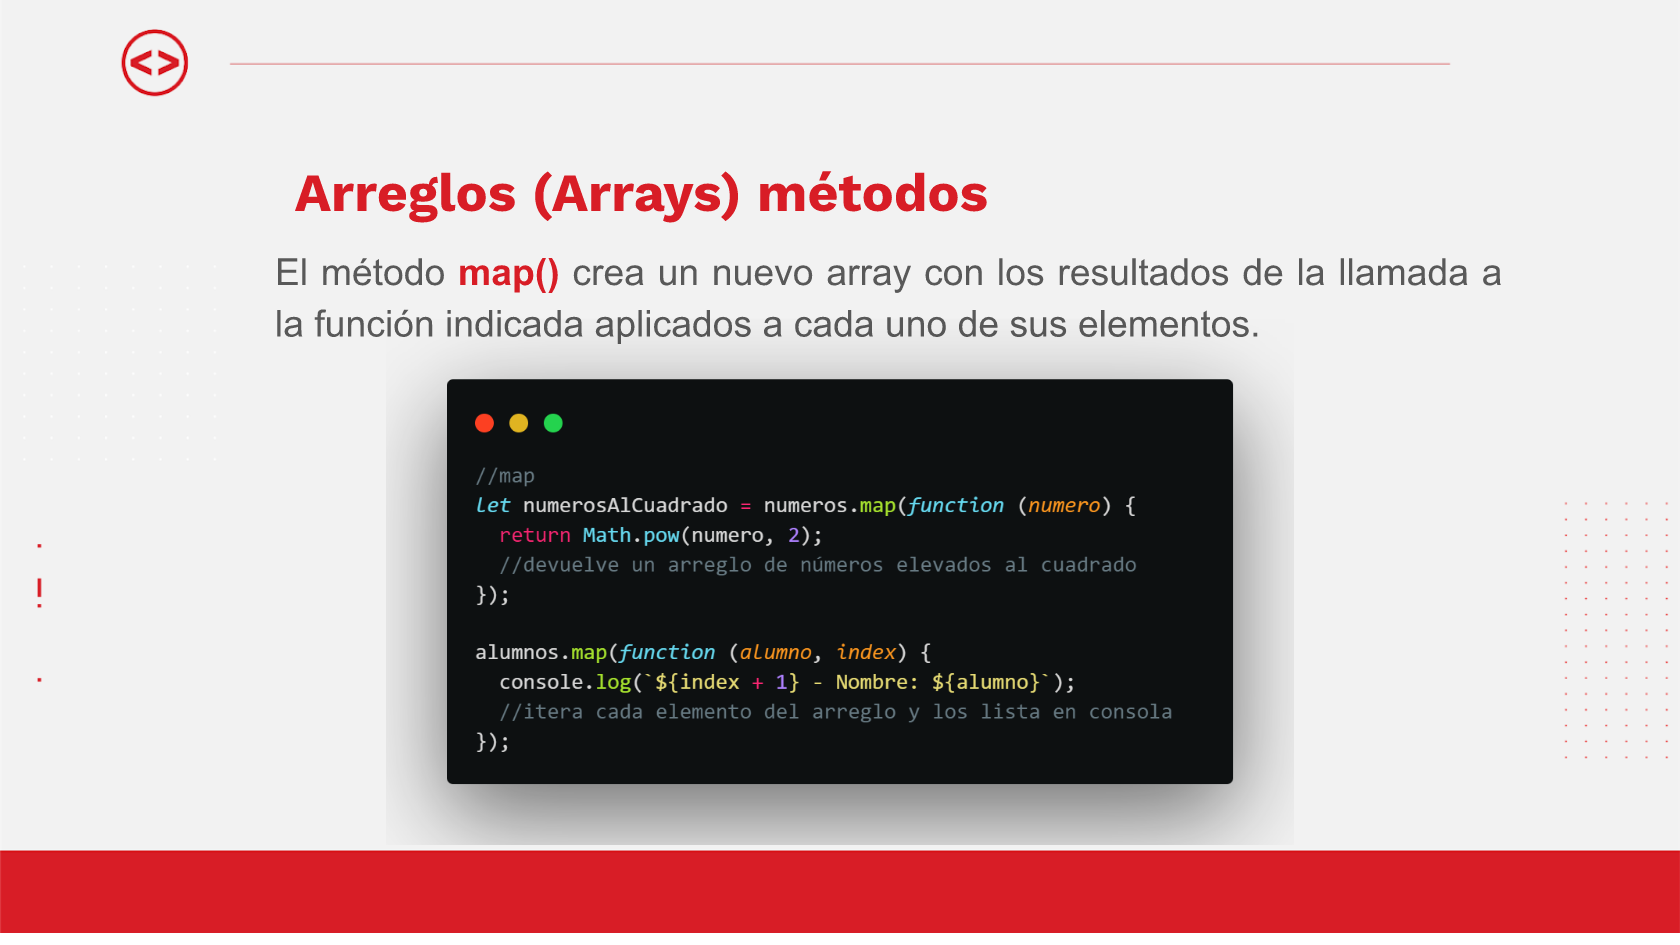 <>
Arreglos (Arrays) métodos
El método map() crea un nuevo array con los resultados de la llamada a
la función indicada aplicados a cada uno de sus elementos.
//map
let numerosAlCuadrado = numeros.map(function (numero) {
  return Math.pow(numero, 2);
  //devuelve un arreglo de números elevados al cuadrado
});
alumnos.map(function (alumno, index) {
  console.log(`${index + 1} - Nombre: ${alumno}`);
  //itera cada elemento del arreglo y los lista en consola
});